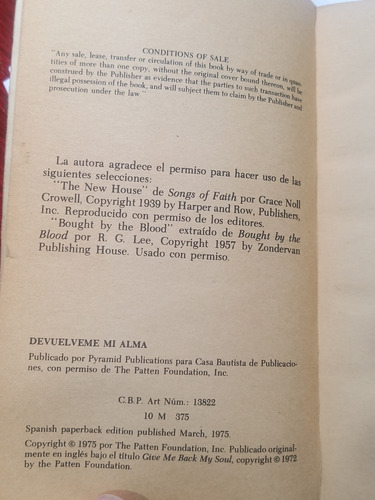 CONDITIONS OF SALE
"Any sale, lease, transfer or circulation of this book by way of trade or in quan-
tities of more than one copy, without the original cover bound thereon, will be
construed by the Publisher as evidence that the parties to such transaction have
illegal possession of the book, and will subject them to claim by the Publisher and
prosecution under the law"
La autora agradece el permiso para hacer uso de las
siguientes selecciones:
"The New House" de Songs of Faith por Grace Noll
Crowell, Copyright 1939 by Harper and Row, Publishers,
Inc. Reproducido con permiso de los editores.
"Bought by the Blood" extraído de Bought by the
Blood por R. G. Lee, Copyright 1957 by Zondervan
Publishing House. Usado con permiso.
DEVUELVEME MI ALMA
Publicado por Pyramid Publications para Casa Bautista de Publicacio-
nes, con permiso de The Patten Foundation, Inc.
C.B.P. Art Núm.: 13822
10 M 375
Spanish paperback edition published March, 1975.
Copyright © 1975 por The Patten Foundation, Inc. Publicado original-
mente en inglés bajo el título Give Me Back My Soul, copyright © 1972
by the Patten Foundation.